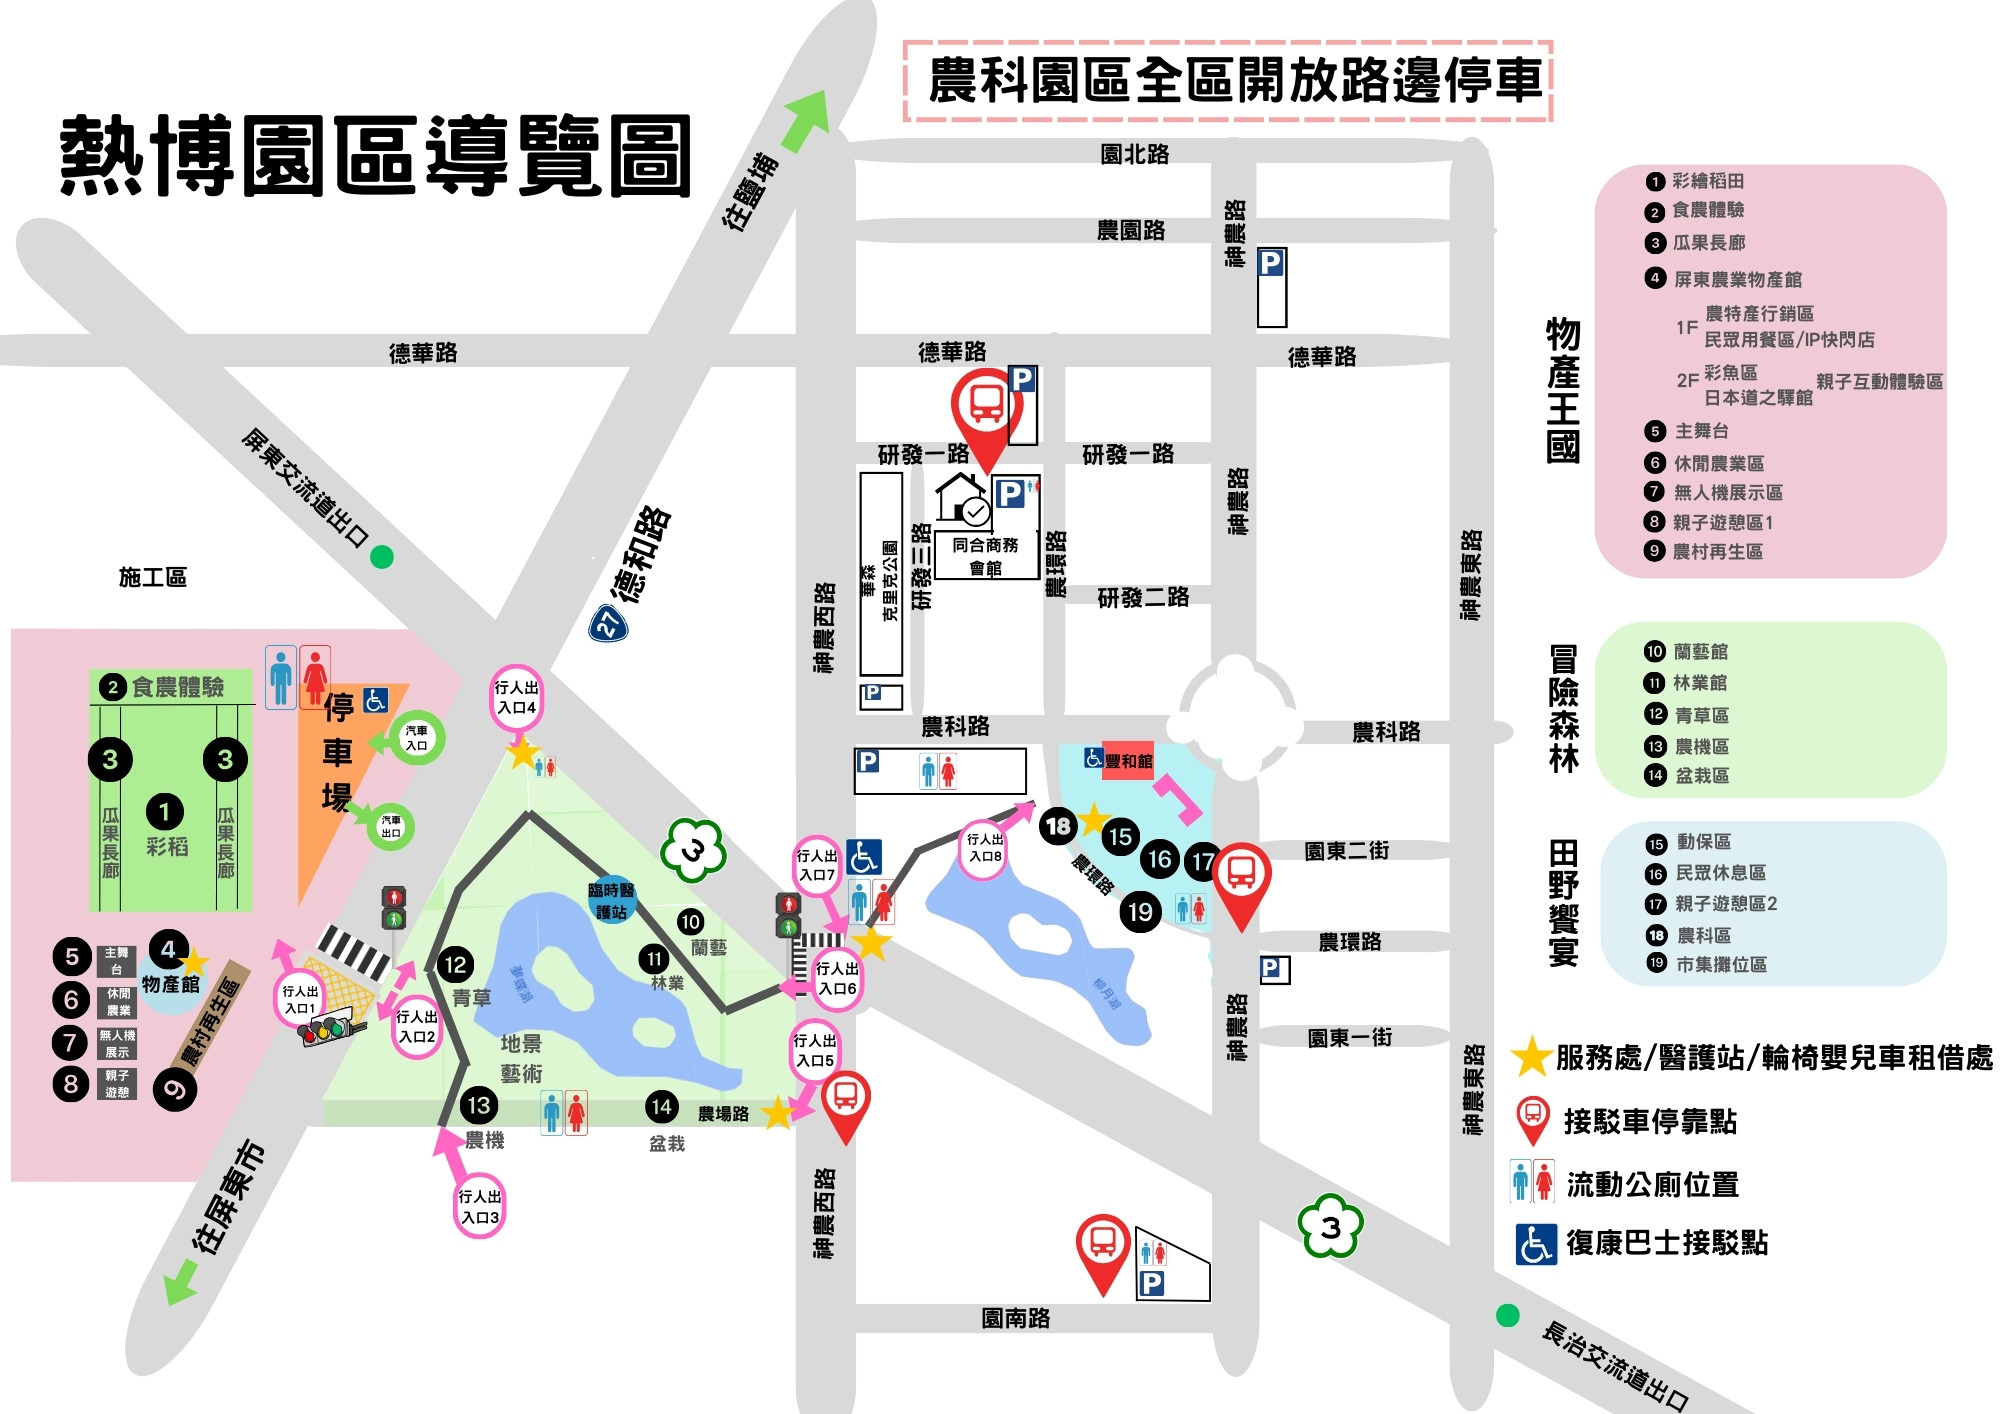 農科園區全區開放路邊停車
熱博園區導覽圖
往鹽埔
園北路
農園路
神農路
P
德華路
德華路
德華路
P
屏東交流道出口
研發一路
研發一路
P
神農路
德和路
27
同合商務
會館
華森
克里克公園
研發三路
農環路
研發二路
神農西路
神農東路
施工區
P
農科路
農科路
2 食農體驗
3
3
1
彩稻
瓜果長廊
瓜果長廊
停車場
汽車
入口
汽車
出口
行人出
入口4
P
豐和館
3
行人出
入口7
行人出
入口8
18
15
16
17
19
農環路
園東二街
農環路
園東一街
P
神農路
神農東路
柳月湖
臨時醫
護站
10
蘭藝
11
林業
12
青草
夢蝶湖
地景
藝術
13
農機
14
盆栽
農場路
行人出
入口6
行人出
入口5
行人出
入口1
行人出
入口2
行人出
入口3
4
物產館
5 主舞
台
6 休閒
農業
7 無人機
展示
8 親子
遊憩
9
農村再生區
往屏東市
神農西路
園南路
P
3
長治交流道出口
物產王國
1 彩繪稻田
2 食農體驗
3 瓜果長廊
4 屏東農業物產館
1F 農特產行銷區
民眾用餐區/IP快閃店
2F 彩魚區
日本道之驛館 親子互動體驗區
5 主舞台
6 休閒農業區
7 無人機展示區
8 親子遊憩區1
9 農村再生區
冒險森林
10 蘭藝館
11 林業館
12 青草區
13 農機區
14 盆栽區
田野饗宴
15 動保區
16 民眾休息區
17 親子遊憩區2
18 農科區
19 市集攤位區
服務處/醫護站/輪椅嬰兒車租借處
接駁車停靠點
流動公廁位置
復康巴士接駁點